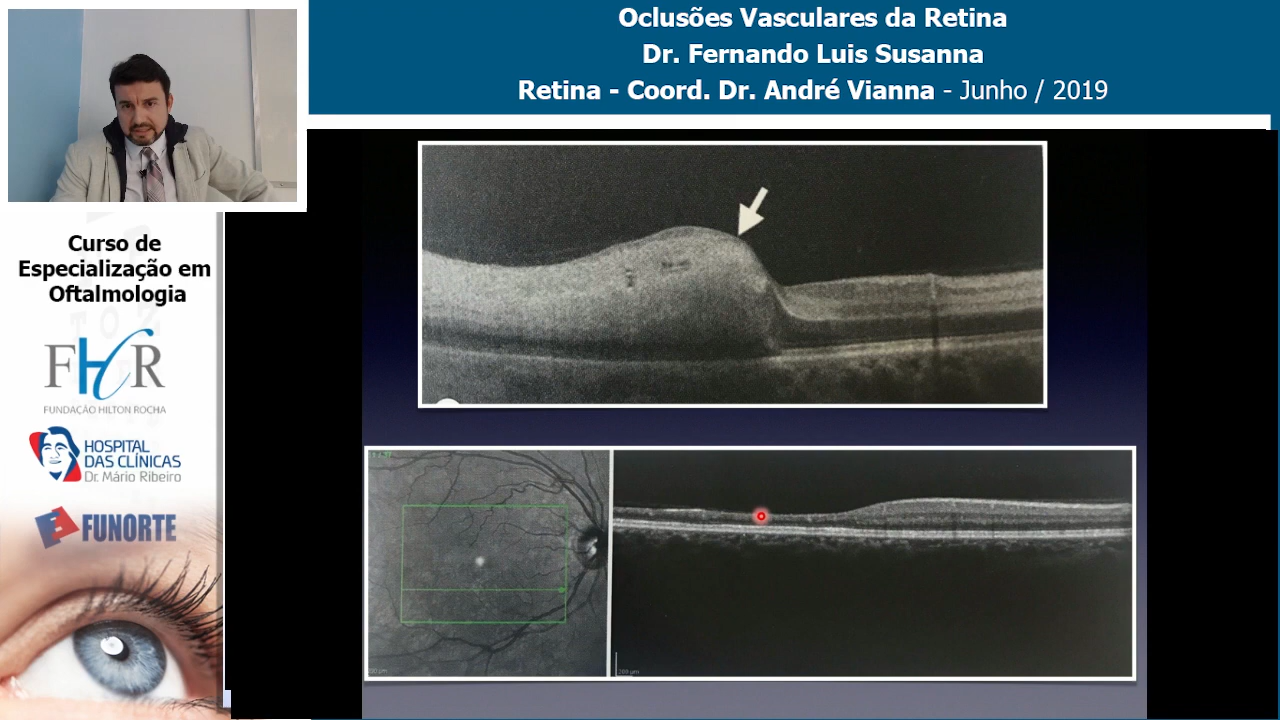 Oclusões Vasculares da Retina
Dr. Fernando Luis Susanna
Retina - Coord. Dr. André Vianna - Junho / 2019
Curso de
Especialização em
Oftalmologia
FHR
FUNDAÇÃO HILTON ROCHA
HOSPITAL
DAS CLÍNICAS
Dr. Mário Ribeiro
FUNORTE